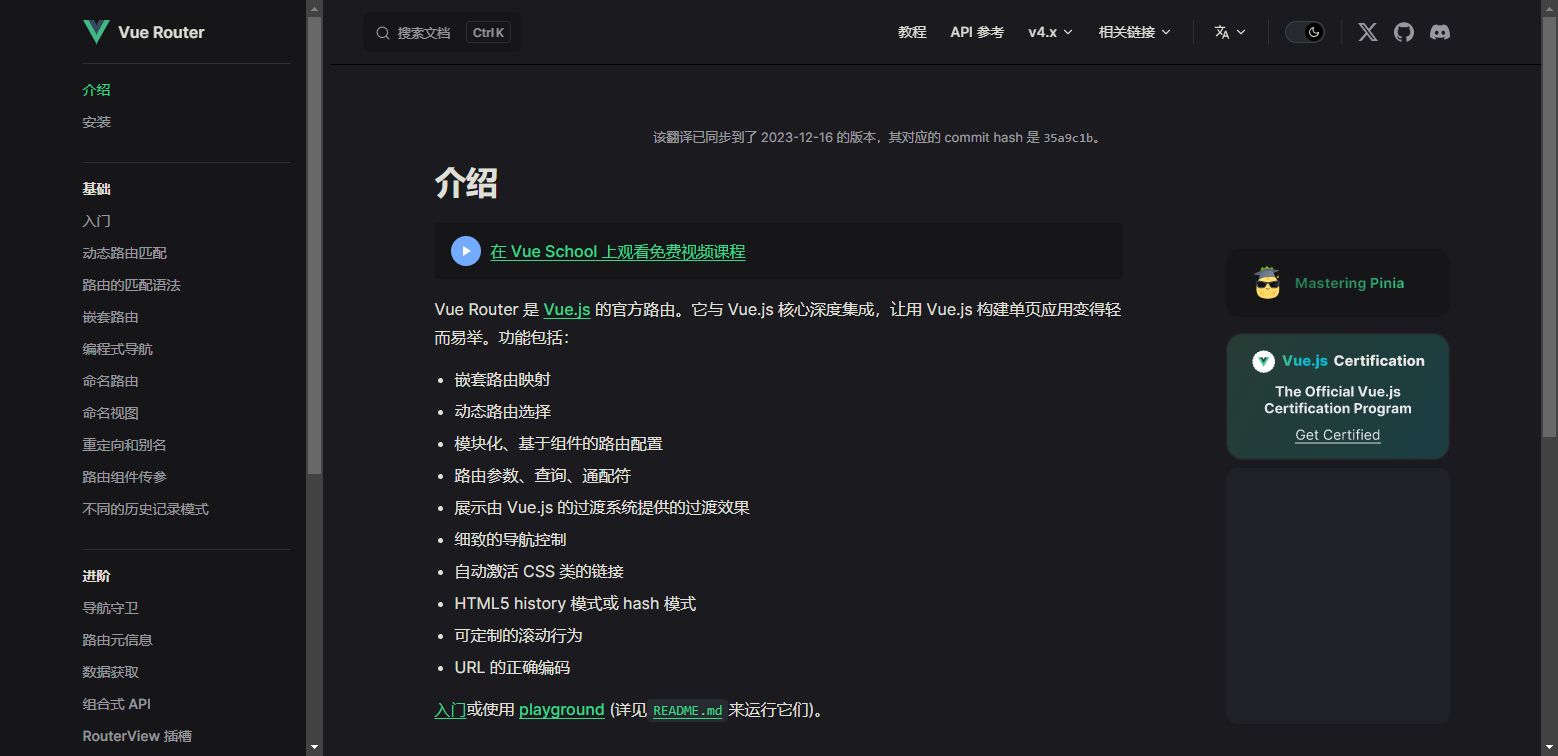 Vue Router
介绍
安装
基础
入门
动态路由匹配
路由的匹配语法
嵌套路由
编程式导航
命名路由
命名视图
重定向和别名
路由组件传参
不同的历史记录模式
进阶
导航守卫
路由元信息
数据获取
组合式 API
RouterView 插槽
搜索文档 Ctrl K
教程 API 参考 v4.x 相关链接
该翻译已同步到了 2023-12-16 的版本，其对应的 commit hash 是 35a9c1b。
介绍
在 Vue School 上观看免费视频课程
Vue Router 是 Vue.js 的官方路由。它与 Vue.js 核心深度集成，让用 Vue.js 构建单页应用变得轻
而易举。功能包括：
• 嵌套路由映射
• 动态路由选择
• 模块化、基于组件的路由配置
• 路由参数、查询、通配符
• 展示由 Vue.js 的过渡系统提供的过渡效果
• 细致的导航控制
• 自动激活 CSS 类的链接
• HTML5 history 模式或 hash 模式
• 可定制的滚动行为
• URL 的正确编码
入门或使用 playground (详见 README.md 来运行它们)。
Mastering Pinia
Vue.js Certification
The Official Vue.js
Certification Program
Get Certified